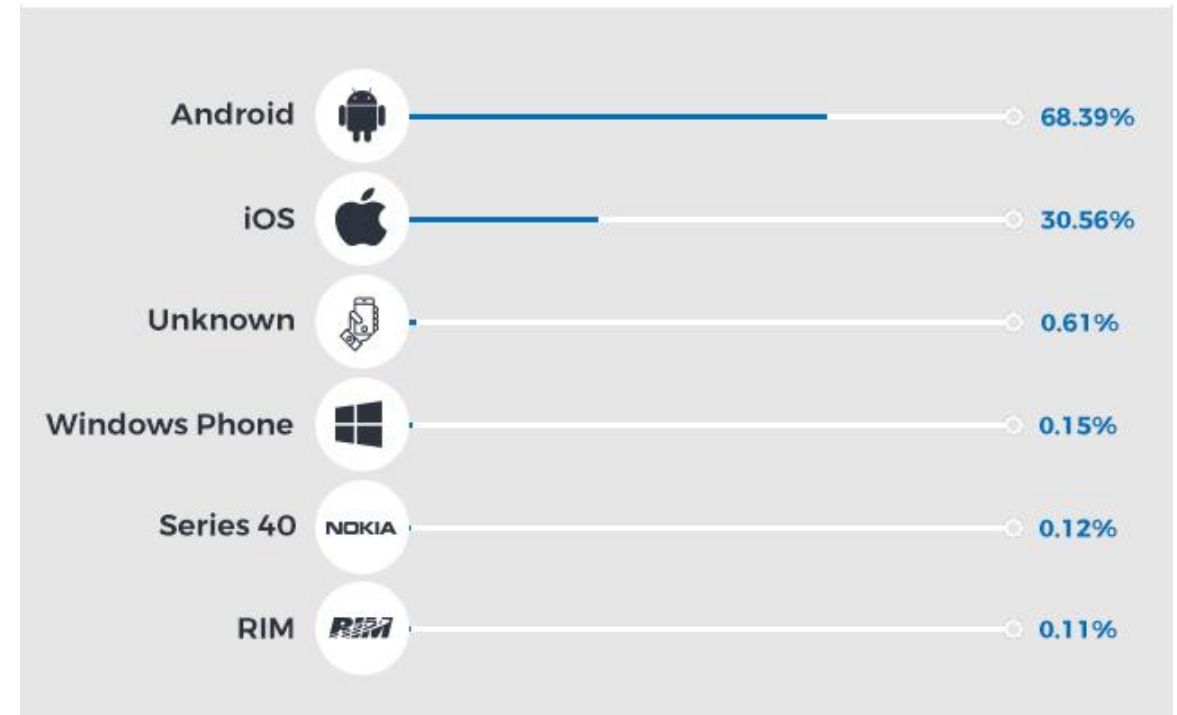 Android 68.39%
iOS 30.56%
Unknown 0.61%
Windows Phone 0.15%
Series 40 NOKIA 0.12%
RIM RIM 0.11%